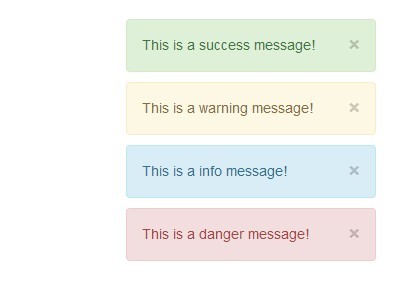 This is a success message! ×
This is a warning message! ×
This is a info message! ×
This is a danger message! ×